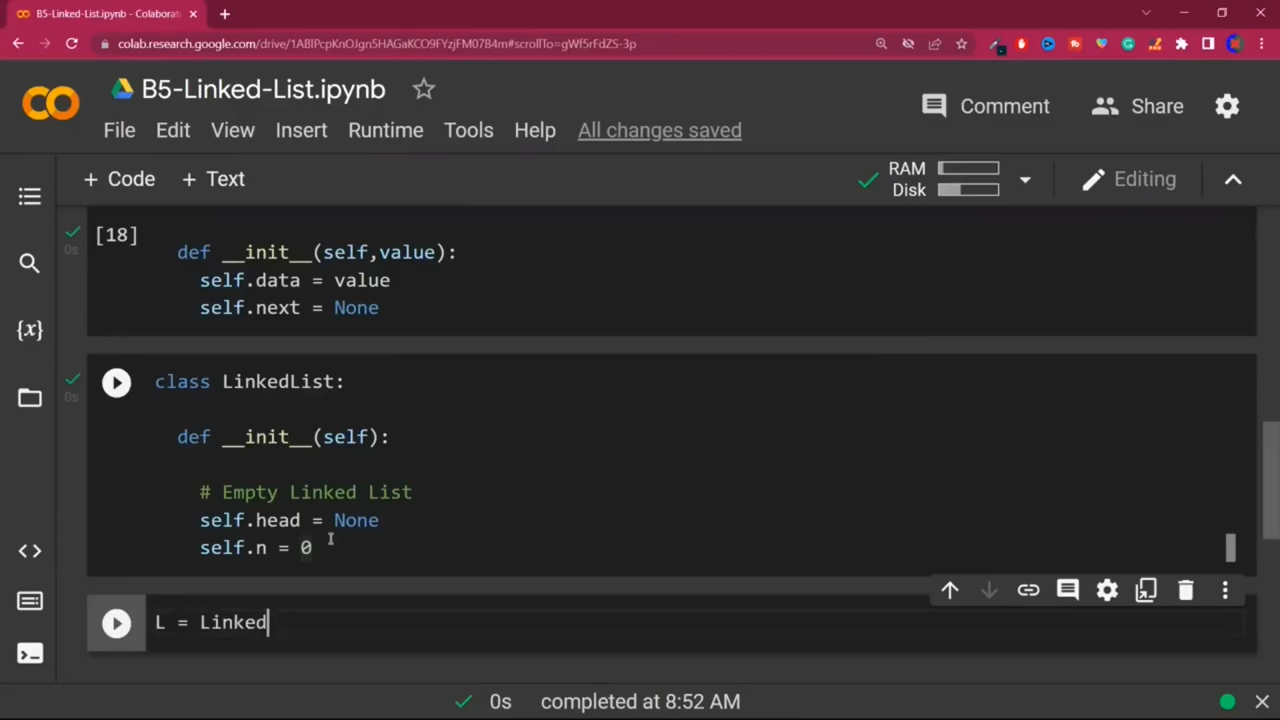 B5-Linked-List.ipynb - Colaborat
colab.research.google.com/drive/1ABlPcpKnOJgn5HAGaKCO9FYzjFM07B4m#scrollTo=gWf5rFdZS-3p
B5-Linked-List.ipynb
Comment
Share
File Edit View Insert Runtime Tools Help All changes saved
+ Code + Text
RAM
Disk
Editing
[18]
0s
def __init__(self,value):
self.data = value
self.next = None
{x}
0s
class LinkedList:
def __init__(self):
# Empty Linked List
self.head = None
self.n = 0
L = Linked
0s completed at 8:52 AM